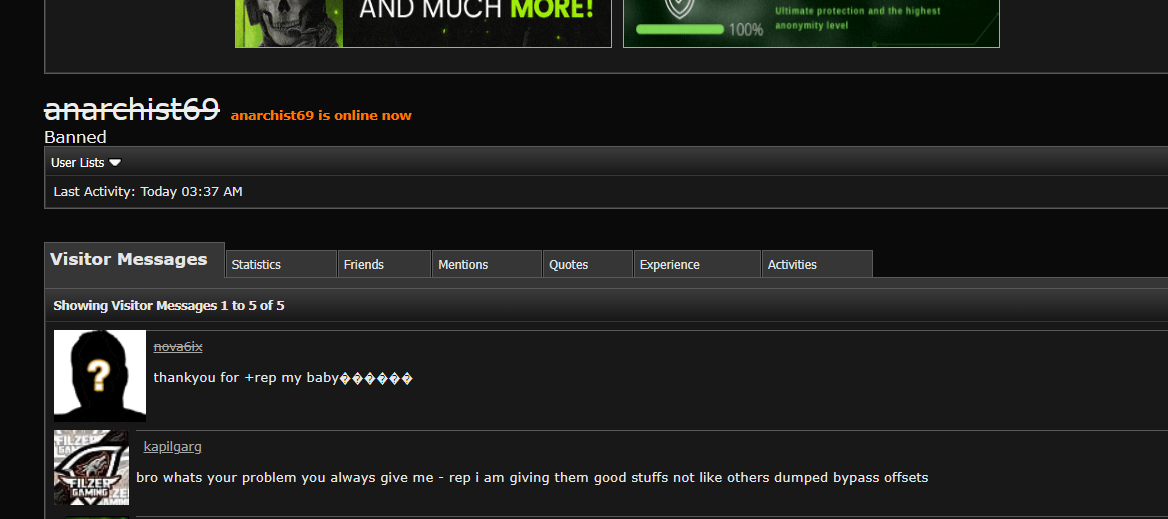 AND MUCH MORE!
Ultimate protection and the highest
anonymity level
100%
anarchist69 anarchist69 is online now
Banned
User Lists
Last Activity: Today 03:37 AM
Visitor Messages Statistics Friends Mentions Quotes Experience Activities
Showing Visitor Messages 1 to 5 of 5
nova6ix
thankyou for +rep my baby������
kapilgarg
bro whats your problem you always give me - rep i am giving them good stuffs not like others dumped bypass offsets
FILZER
GAMING